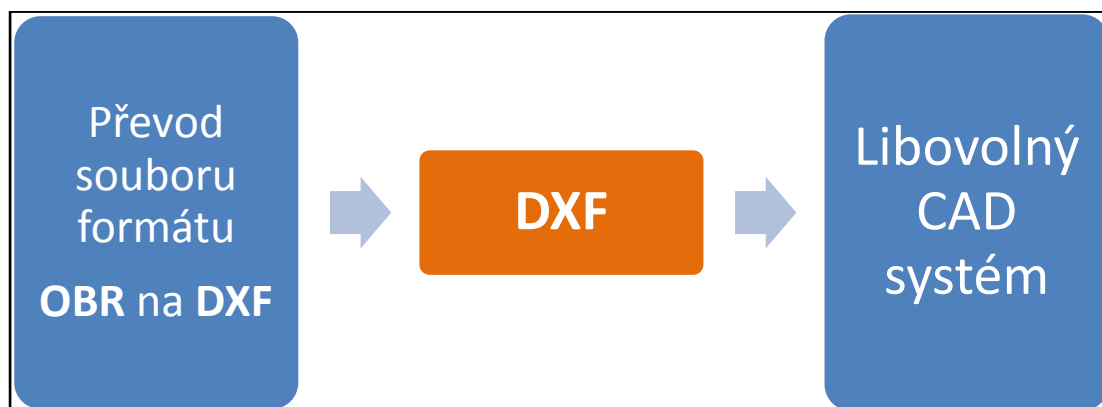 Převod
souboru
formátu
OBR na DXF
DXF
Libovolný
CAD
systém